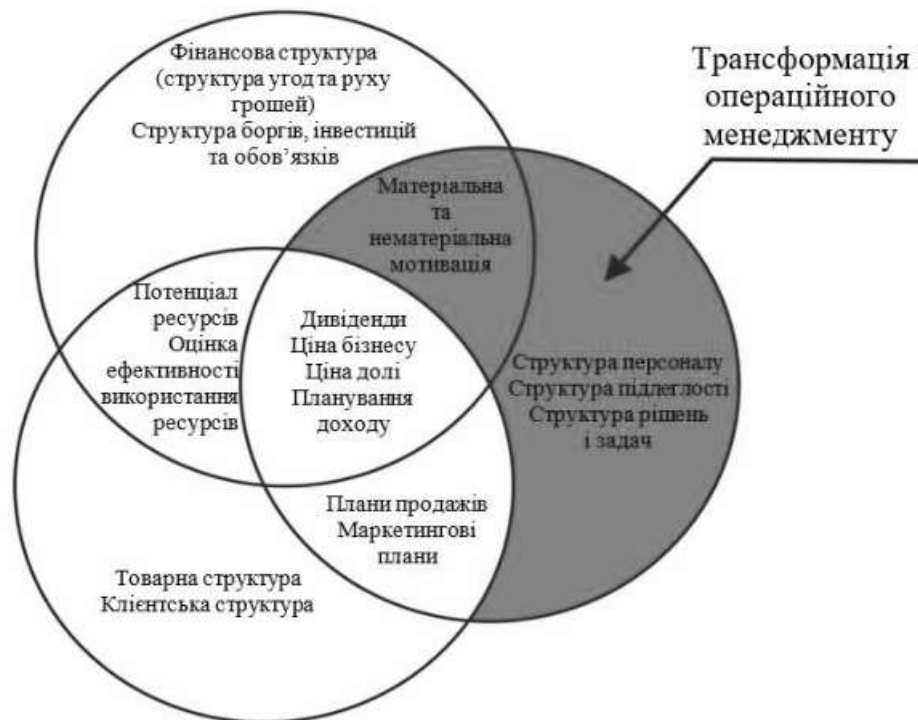 Фінансова структура
(структура угод та руху
грошей)
Структура боргів, інвестицій
та обов’язків
Трансформація
операційного
менеджменту
Матеріальна
та
нематеріальна
мотивація
Потенціал
ресурсів
Оцінка
ефективності
використання
ресурсів
Дивіденди
Ціна бізнесу
Ціна долі
Планування
доходу
Структура персоналу
Структура підлеглості
Структура рішень
і задач
Плани продажів
Маркетингові
плани
Товарна структура
Клієнтська структура